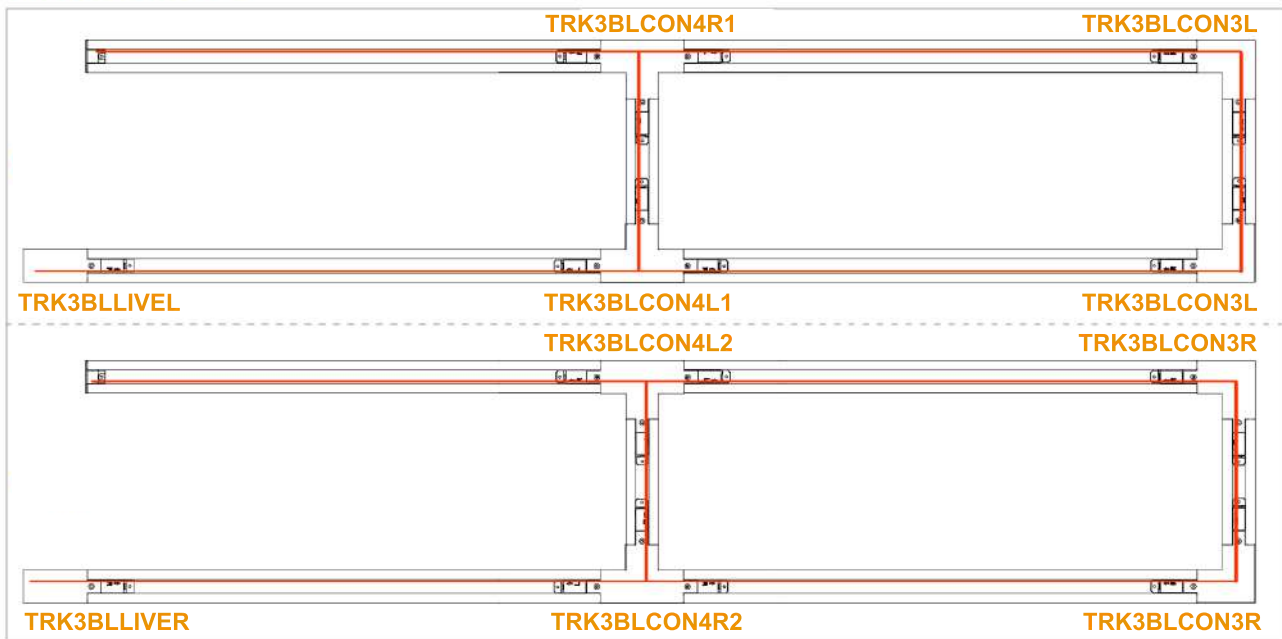 TRK3BLCON4R1 TRK3BLCON3L
TRK3BLLIVEL TRK3BLCON4L1 TRK3BLCON3L
TRK3BLCON4L2 TRK3BLCON3R
TRK3BLLIVER TRK3BLCON4R2 TRK3BLCON3R